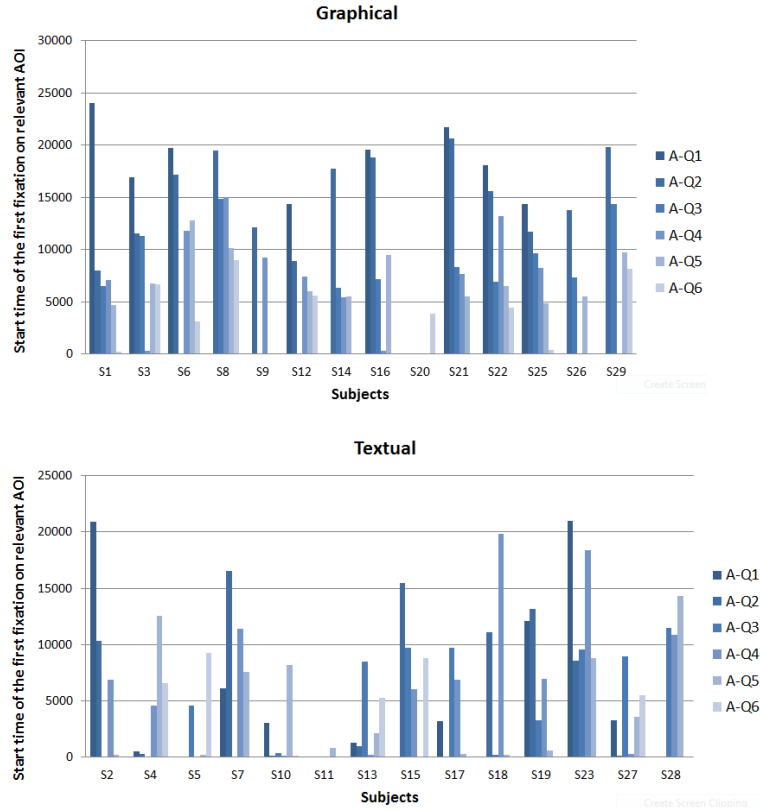 Graphical
Start time of the first fixation on relevant AOI
30000
25000
20000
15000
10000
5000
0
S1 S3 S6 S8 S9 S12 S14 S16 S20 S21 S22 S25 S26 S29
Subjects
A-Q1
A-Q2
A-Q3
A-Q4
A-Q5
A-Q6
Create Screen
Textual
Start time of the first fixation on relevant AOI
25000
20000
15000
10000
5000
0
S2 S4 S5 S7 S10 S11 S13 S15 S17 S18 S19 S23 S27 S28
Subjects
A-Q1
A-Q2
A-Q3
A-Q4
A-Q5
A-Q6
Create Screen Clipping